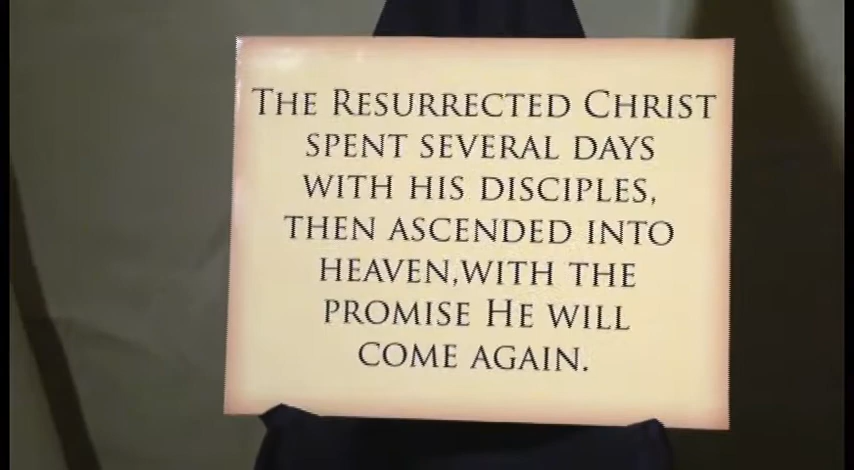 The Resurrected Christ
spent several days
with his disciples,
then ascended into
heaven,with the
promise He will
come again.